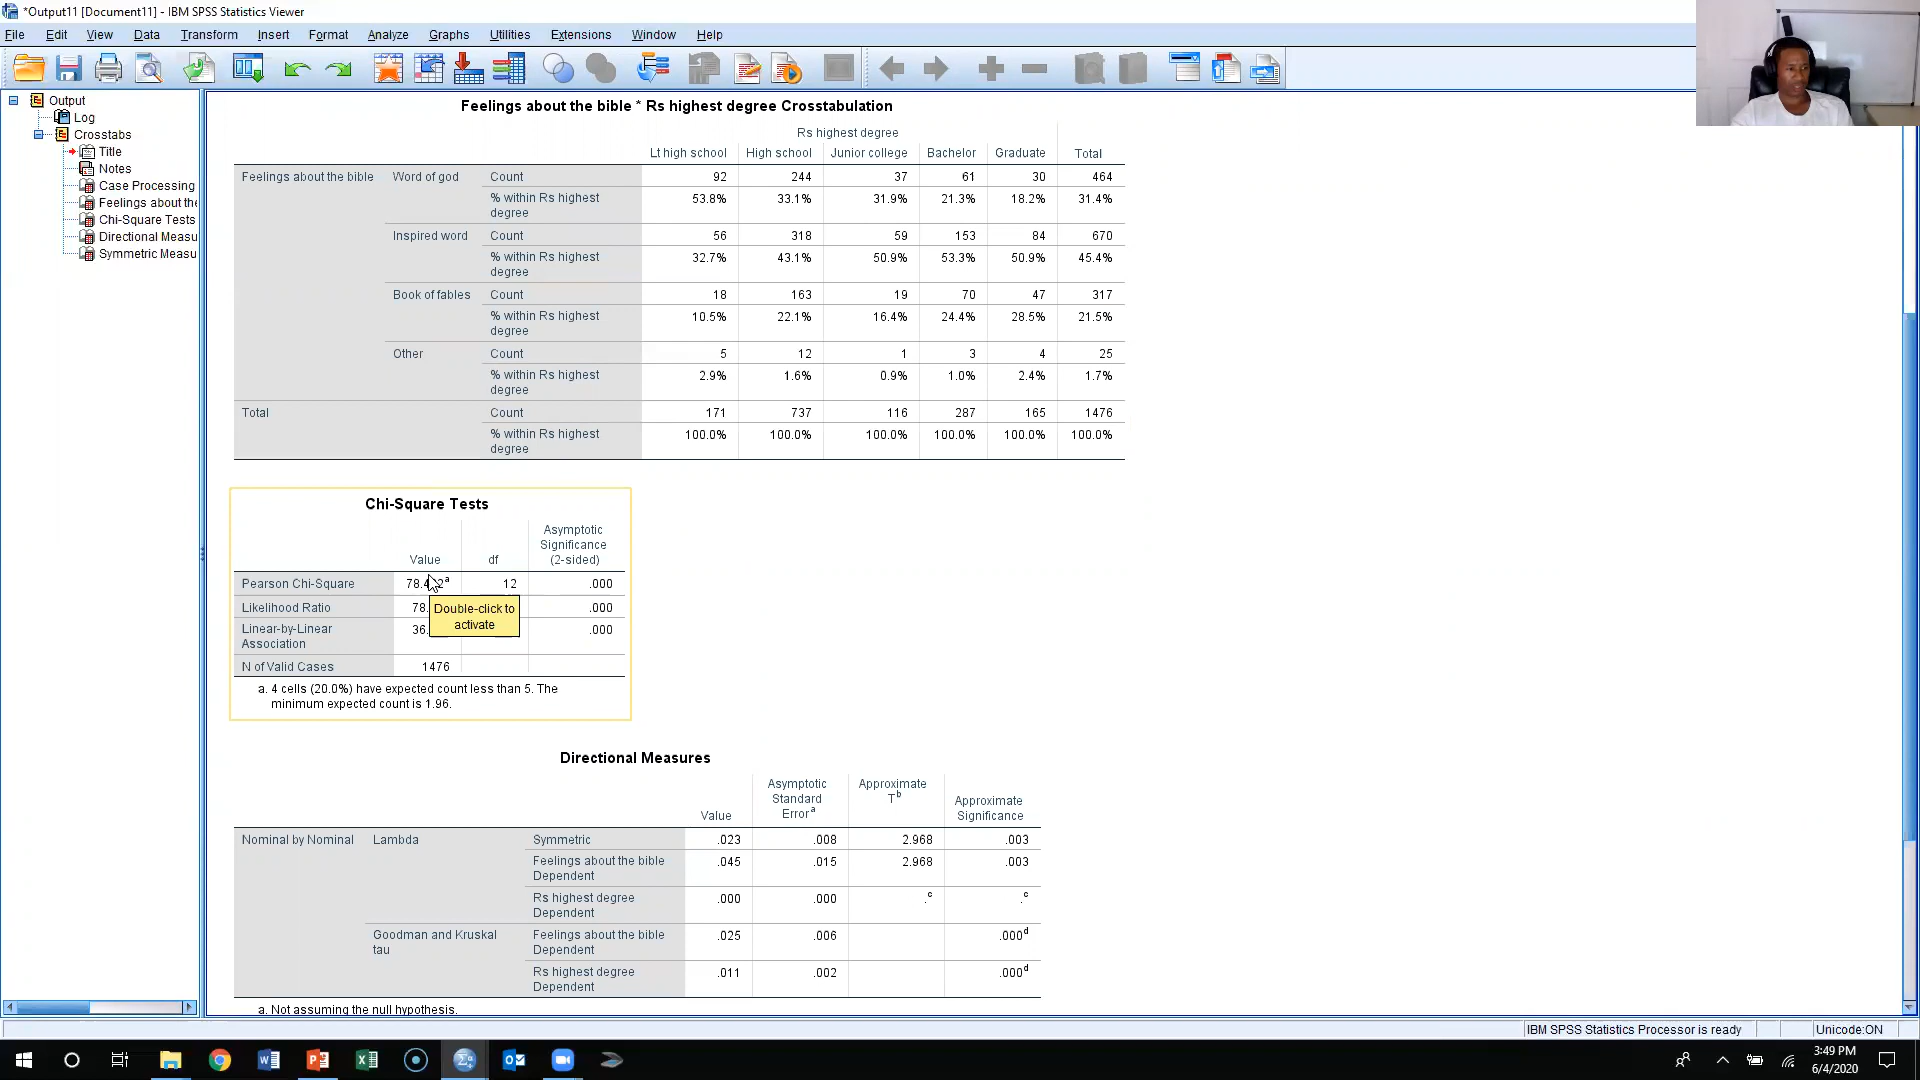 *Output11 [Document11] - IBM SPSS Statistics Viewer
File Edit View Data Transform Insert Format Analyze Graphs Utilities Extensions Window Help
Output
Log
Crosstabs
Title
Notes
Case Processing
Feelings about the
Chi-Square Tests
Directional Measu
Symmetric Measu
Feelings about the bible * Rs highest degree Crosstabulation
Rs highest degree
Lt high school High school Junior college Bachelor Graduate Total
Feelings about the bible Word of god Count 92 244 37 61 30 464
% within Rs highest 53.8% 33.1% 31.9% 21.3% 18.2% 31.4%
degree
Inspired word Count 56 318 59 153 84 670
% within Rs highest 32.7% 43.1% 50.9% 53.3% 50.9% 45.4%
degree
Book of fables Count 18 163 19 70 47 317
% within Rs highest 10.5% 22.1% 16.4% 24.4% 28.5% 21.5%
degree
Other Count 5 12 1 3 4 25
% within Rs highest 2.9% 1.6% 0.9% 1.0% 2.4% 1.7%
degree
Total Count 171 737 116 287 165 1476
% within Rs highest 100.0% 100.0% 100.0% 100.0% 100.0% 100.0%
degree
Chi-Square Tests
Asymptotic
Significance
Value df (2-sided)
Pearson Chi-Square 12 .000
Likelihood Ratio 78. .000
Double-click to
activate
Linear-by-Linear 36. .000
Association
N of Valid Cases 1476
a. 4 cells (20.0%) have expected count less than 5. The
minimum expected count is 1.96.
Directional Measures
Value Asymptotic Standard Error a Approximate T b Approximate Significance
Nominal by Nominal Lambda Symmetric .023 .008 2.968 .003
Feelings about the bible .045 .015 2.968 .003
Dependent
Rs highest degree .000 .000 . c . c
Dependent
Goodman and Kruskal Feelings about the bible .025 .006 .000 d
tau Dependent
Rs highest degree .011 .002 .000 d
Dependent
a. Not assuming the null hypothesis.
IBM SPSS Statistics Processor is ready Unicode:ON
3:49 PM
6/4/2020